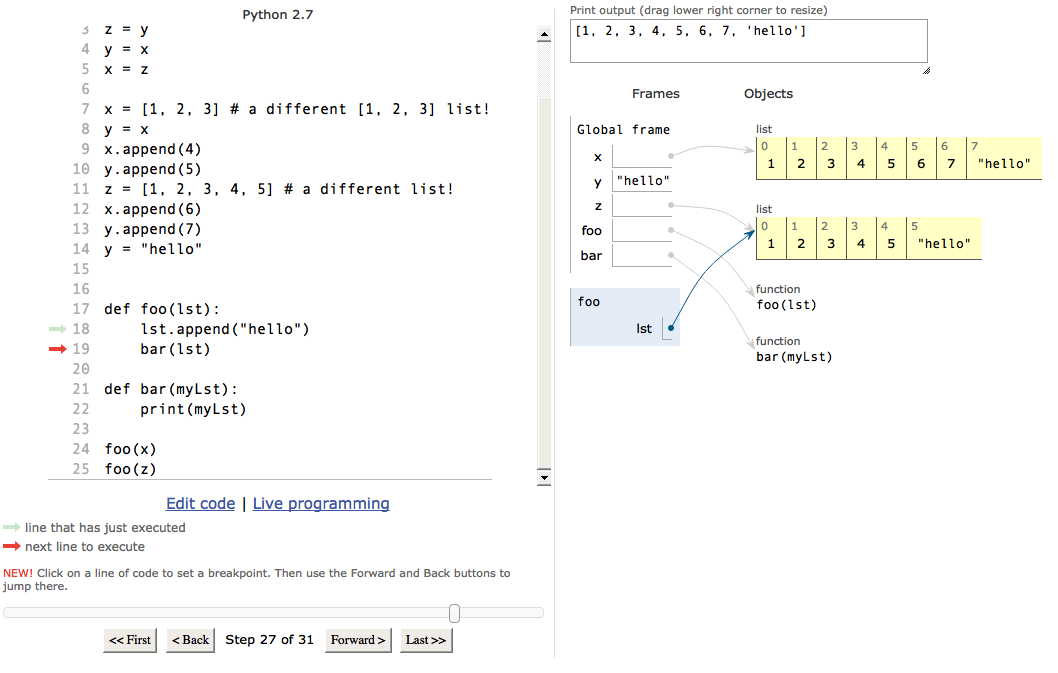 Python 2.7
3 z = y
4 y = x
5 x = z
6
7 x = [1, 2, 3] # a different [1, 2, 3] list!
8 y = x
9 x.append(4)
10 y.append(5)
11 z = [1, 2, 3, 4, 5] # a different list!
12 x.append(6)
13 y.append(7)
14 y = "hello"
15
16
17 def foo(lst):
18     lst.append("hello")
19     bar(lst)
20
21 def bar(myLst):
22     print(myLst)
23
24 foo(x)
25 foo(z)
Edit code | Live programming
line that has just executed
next line to execute
NEW! Click on a line of code to set a breakpoint. Then use the Forward and Back buttons to
jump there.
<< First < Back Step 27 of 31 Forward > Last >>
Print output (drag lower right corner to resize)
[1, 2, 3, 4, 5, 6, 7, 'hello']
Frames Objects
Global frame
x
y "hello"
z
foo
bar
foo
lst
list
0 1 2 3 4 5 6 7
1 2 3 4 5 6 7 "hello"
list
0 1 2 3 4 5
1 2 3 4 5 "hello"
function
foo(lst)
function
bar(myLst)